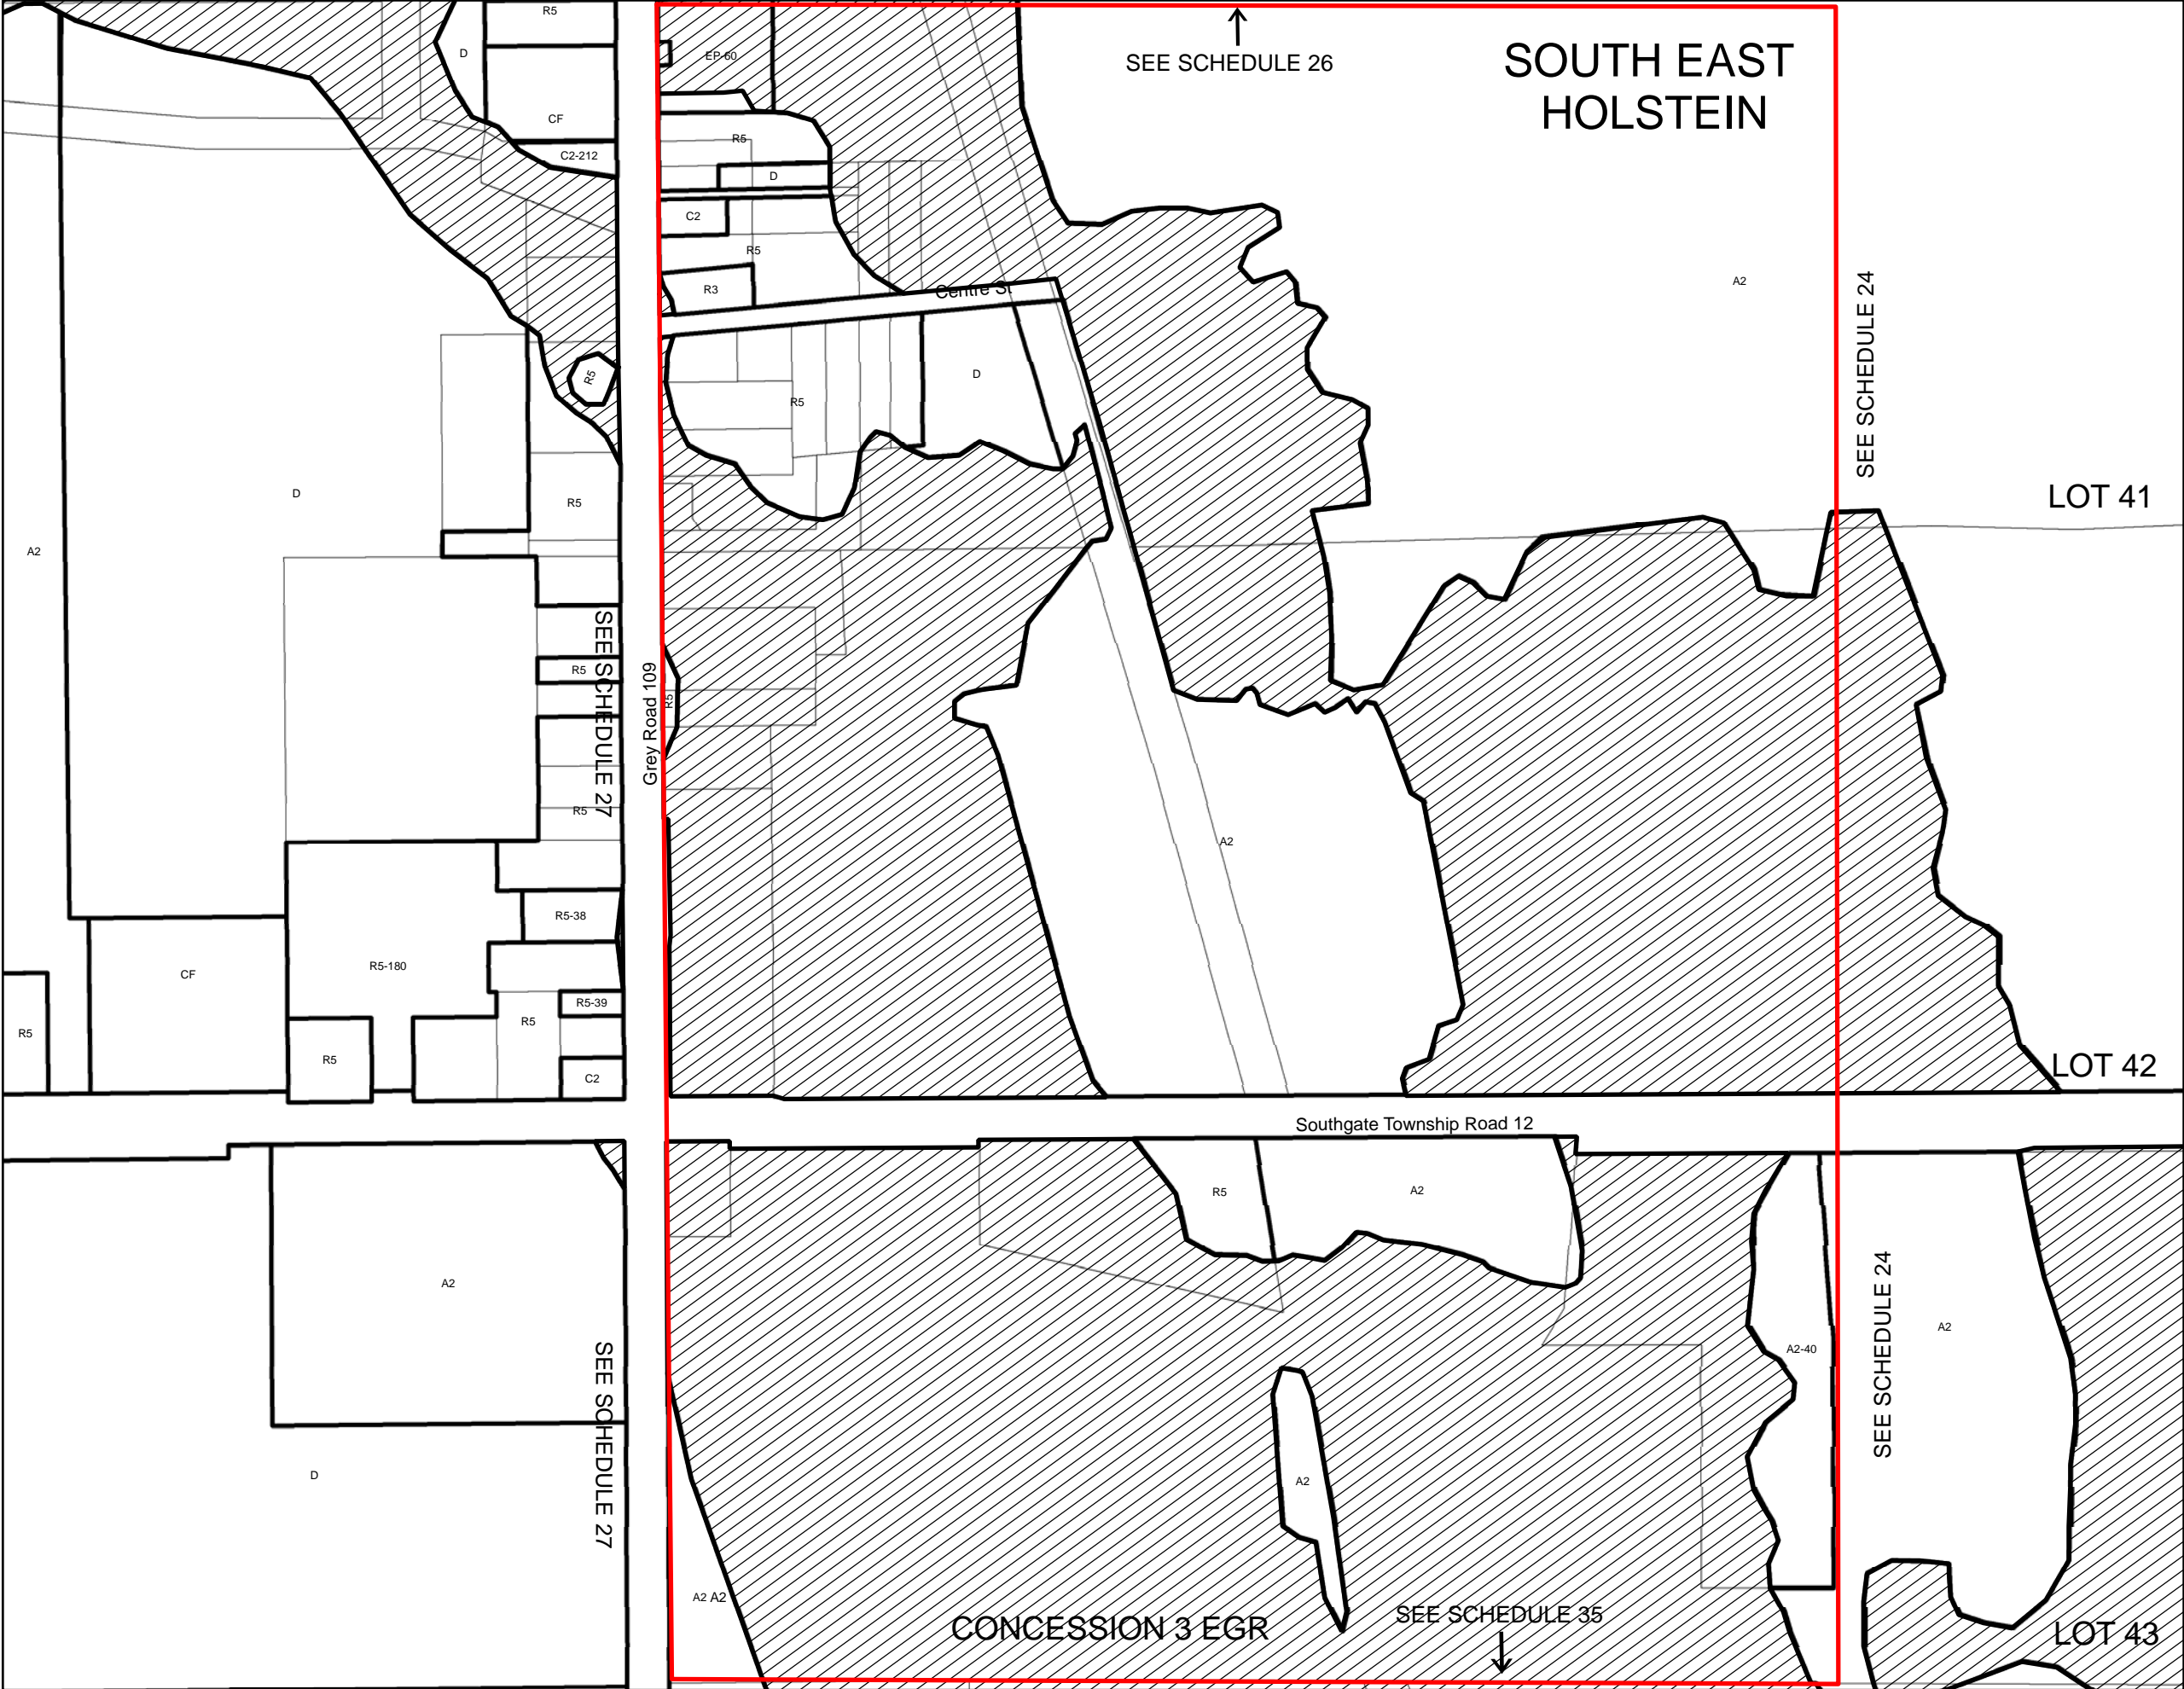 R5
D
EP-60
SEE SCHEDULE 26
SOUTH EAST
HOLSTEIN
CF
C2-212
R5
D
C2
R5
R3
Centre St
A2
SEE SCHEDULE 24
R5
D
R5
D
R5
LOT 41
A2
SEE SCHEDULE 27
R5
Grey Road 109
R5
R5
A2
R5-38
R5-180
CF
R5-39
R5
R5
R5
C2
LOT 42
Southgate Township Road 12
R5
A2
A2
A2
A2-40
SEE SCHEDULE 24
SEE SCHEDULE 27
D
A2
A2 A2
CONCESSION 3 EGR
SEE SCHEDULE 35
LOT 43